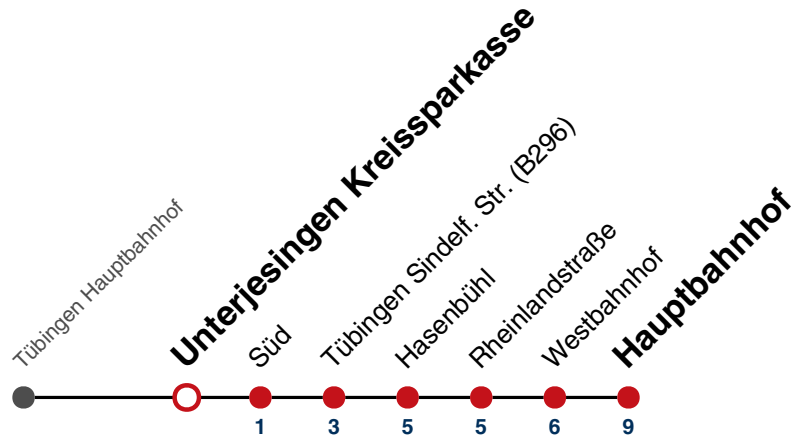 Tübingen Hauptbahnhof
Unterjesingen Kreissparkasse
Süd
Tübingen Sindelf. Str. (B296)
Hasenbühl
Rheinlandstraße
Westbahnhof
Hauptbahnhof
1 3 5 5 6 9